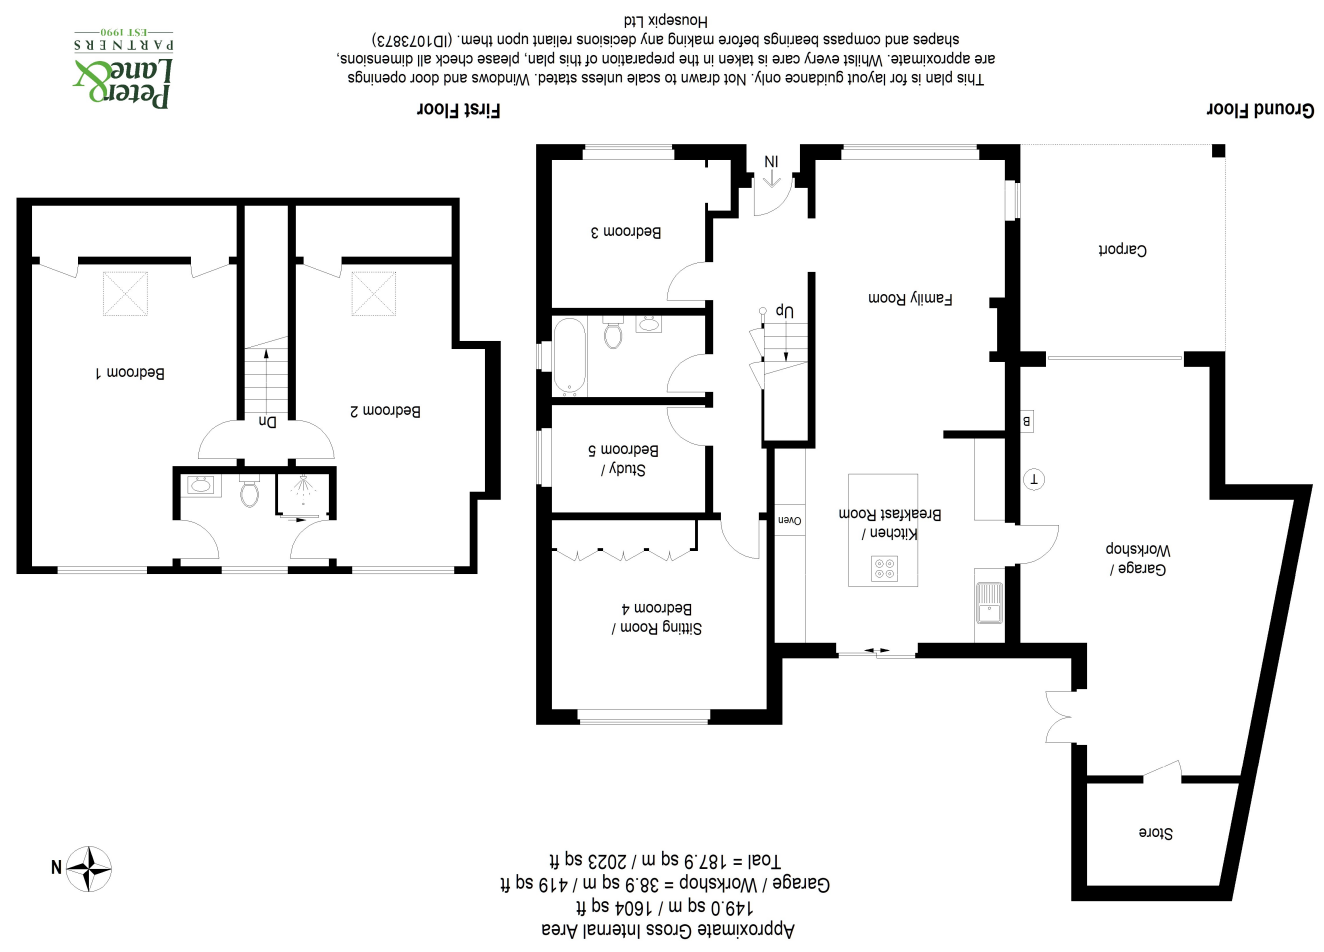 Approximate Gross Internal Area
149.0 sq m / 1604 sq ft
Garage / Workshop = 38.9 sq m / 419 sq ft
Toal = 187.9 sq m / 2023 sq ft
N
Store
Garage /
Workshop
T
B
Carport
Kitchen /
Breakfast Room
Oven
Family Room
Sitting Room /
Bedroom 4
Study /
Bedroom 5
Up
Bedroom 3
IN
Ground Floor
Dn
Bedroom 2
Bedroom 1
First Floor
This plan is for layout guidance only. Not drawn to scale unless stated. Windows and door openings
are approximate. Whilst every care is taken in the preparation of this plan, please check all dimensions,
shapes and compass bearings before making any decisions reliant upon them. (ID1073873)
Housepix Ltd
Peter
Lane&
PARTNERS
EST 1990